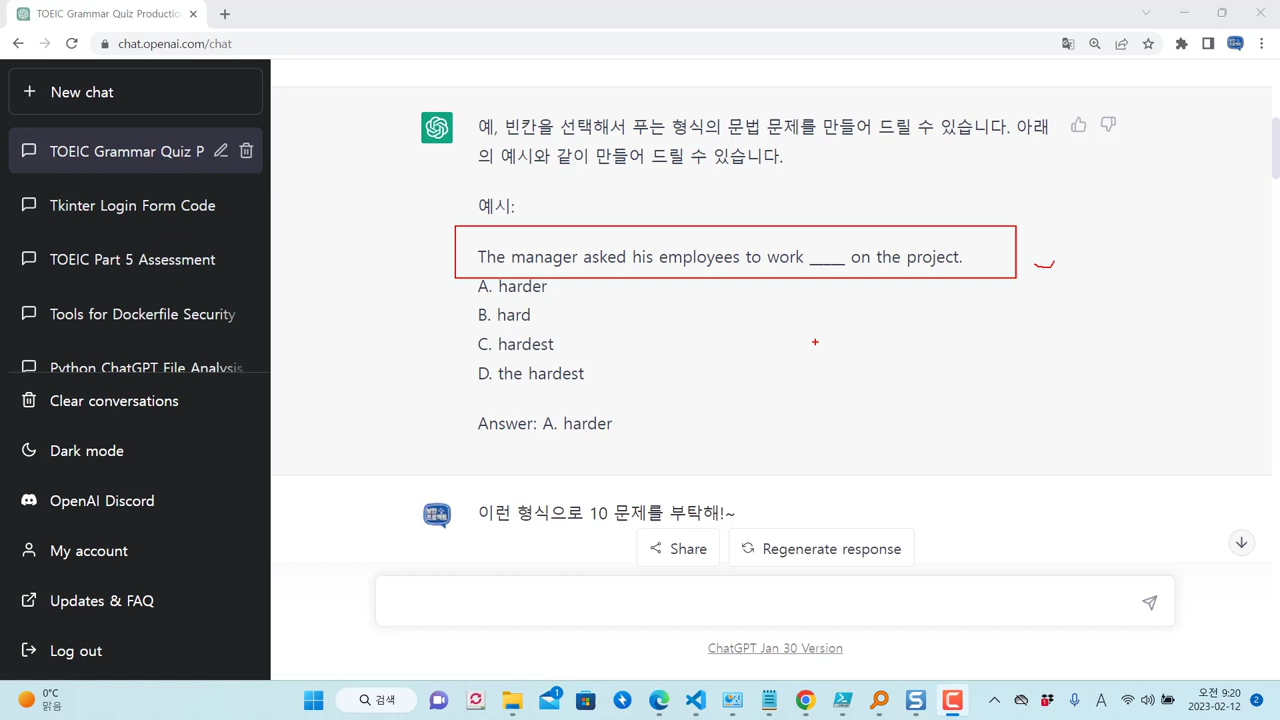 TOEIC Grammar Quiz Productio
chat.openai.com/chat
New chat
TOEIC Grammar Quiz P
Tkinter Login Form Code
TOEIC Part 5 Assessment
Tools for Dockerfile Security
Python ChatGPT File Analysis
Clear conversations
Dark mode
OpenAI Discord
My account
Updates & FAQ
Log out
예, 빈칸을 선택해서 푸는 형식의 문법 문제를 만들어 드릴 수 있습니다. 아래
의 예시와 같이 만들어 드릴 수 있습니다.
예시:
The manager asked his employees to work _____ on the project.
A. harder
B. hard
C. hardest
D. the hardest
Answer: A. harder
이런 형식으로 10 문제를 부탁해!~
Share
Regenerate response
ChatGPT Jan 30 Version
0°C
맑음
검색
1
A
오전 9:20
2023-02-12
2